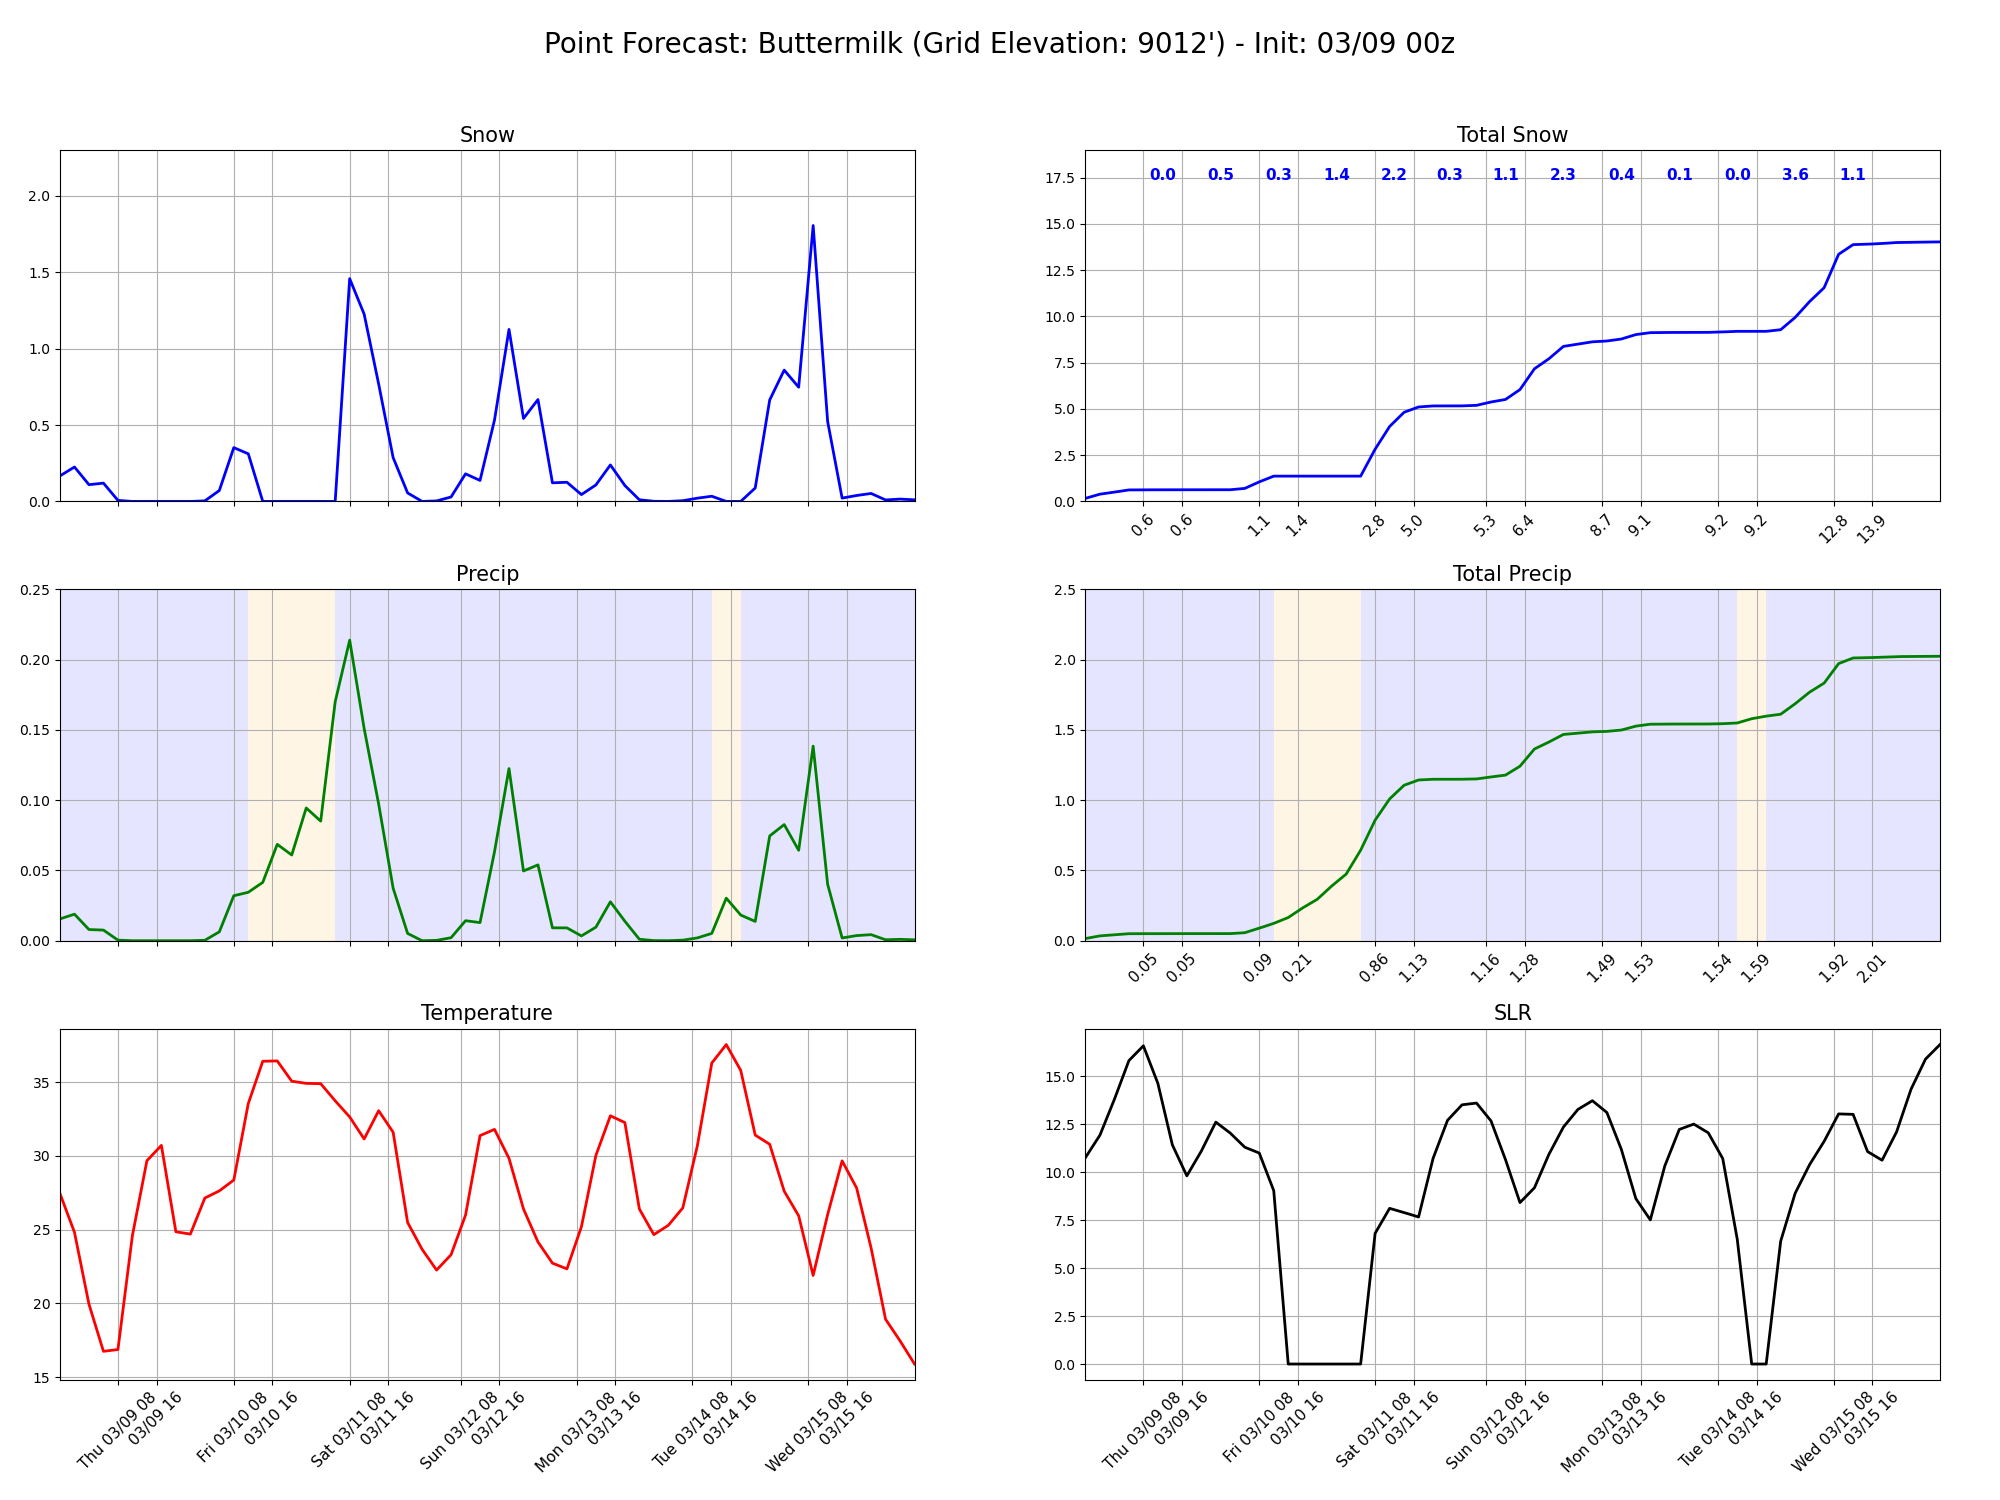 Point Forecast: Buttermilk (Grid Elevation: 9012') - Init: 03/09 00z
Snow
2.0
1.5
1.0
0.5
0.0
Total Snow
0.0 0.5 0.3 1.4 2.2 0.3 1.1 2.3 0.4 0.1 0.0 3.6 1.1
17.5
15.0
12.5
10.0
7.5
5.0
2.5
0.0
0.6 0.6 1.1 1.4 2.8 5.0 5.3 6.4 8.7 9.1 9.2 9.2 12.8 13.9
Precip
0.25
0.20
0.15
0.10
0.05
0.00
Total Precip
2.5
2.0
1.5
1.0
0.5
0.0
0.05 0.05 0.09 0.21 0.86 1.13 1.16 1.28 1.49 1.53 1.54 1.59 1.92 2.01
Temperature
35
30
25
20
15
Thu 03/09 08
03/09 16
Fri 03/10 08
03/10 16
Sat 03/11 08
03/11 16
Sun 03/12 08
03/12 16
Mon 03/13 08
03/13 16
Tue 03/14 08
03/14 16
Wed 03/15 08
03/15 16
SLR
15.0
12.5
10.0
7.5
5.0
2.5
0.0
Thu 03/09 08
03/09 16
Fri 03/10 08
03/10 16
Sat 03/11 08
03/11 16
Sun 03/12 08
03/12 16
Mon 03/13 08
03/13 16
Tue 03/14 08
03/14 16
Wed 03/15 08
03/15 16